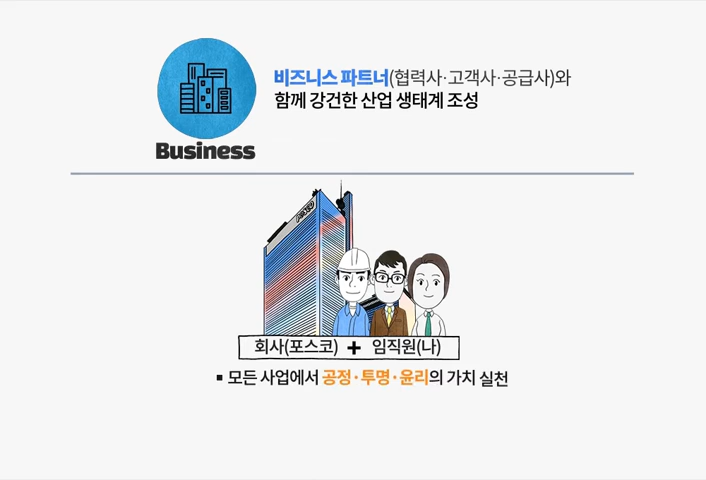 비즈니스 파트너(협력사·고객사·공급사)와
함께 강건한 산업 생태계 조성
Business
posco
회사(포스코) + 임직원(나)
▪ 모든 사업에서 공정·투명·윤리의 가치 실천